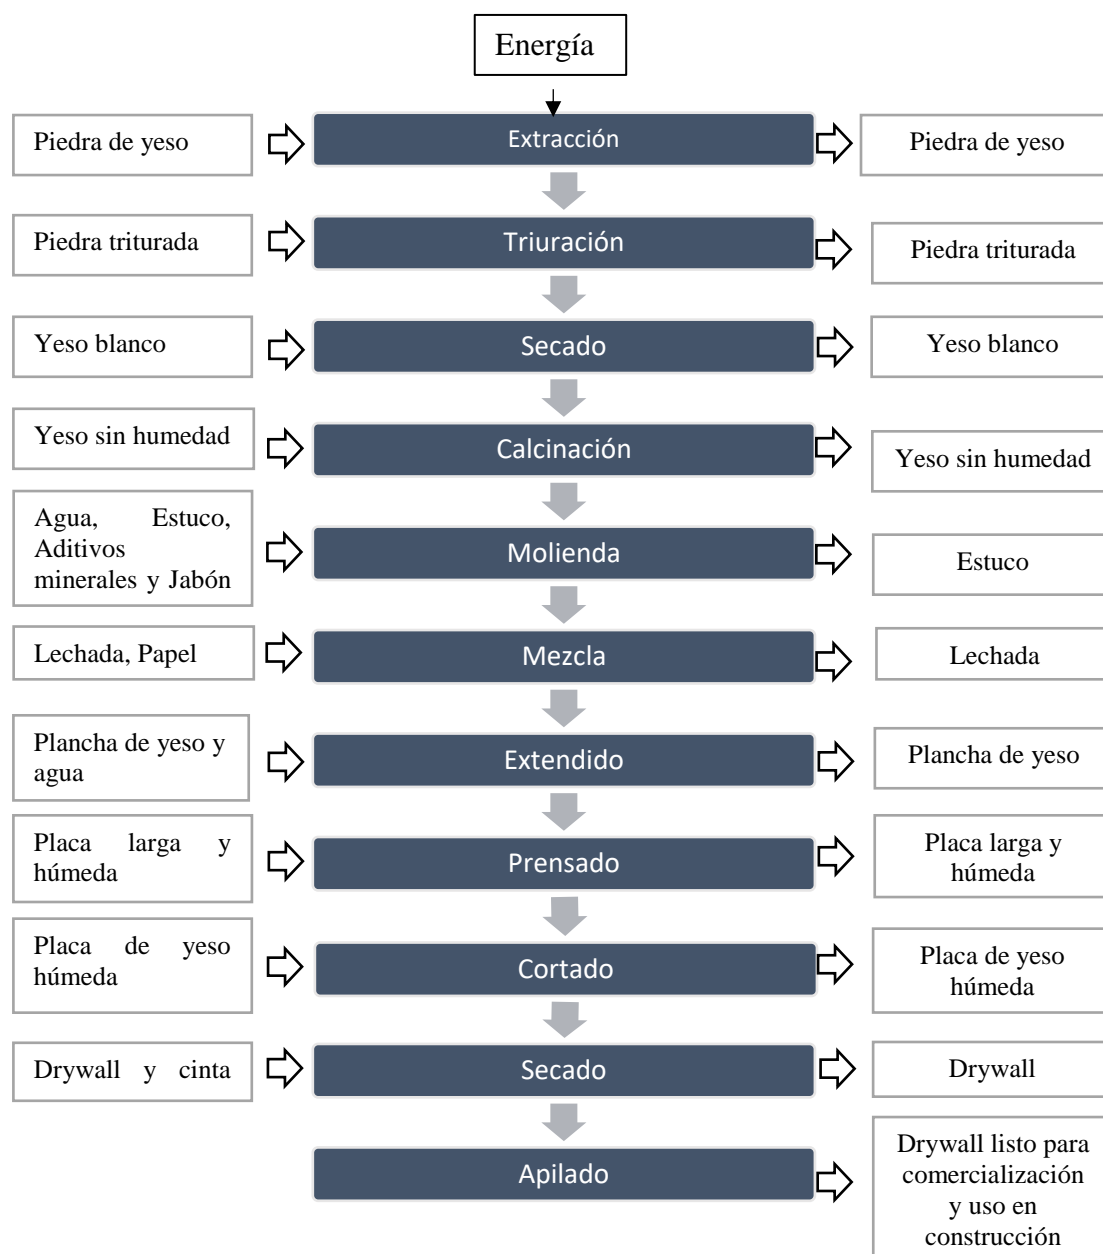 Energía
Piedra de yeso
Extracción
Piedra de yeso
Piedra triturada
Triuración
Piedra triturada
Yeso blanco
Secado
Yeso blanco
Yeso sin humedad
Calcinación
Yeso sin humedad
Agua, Estuco,
Aditivos
minerales y Jabón
Molienda
Estuco
Lechada, Papel
Mezcla
Lechada
Plancha de yeso y
agua
Extendido
Plancha de yeso
Placa larga y
húmeda
Prensado
Placa larga y
húmeda
Placa de yeso
húmeda
Cortado
Placa de yeso
húmeda
Drywall y cinta
Secado
Drywall
Apilado
Drywall listo para
comercialización
y uso en
construcción